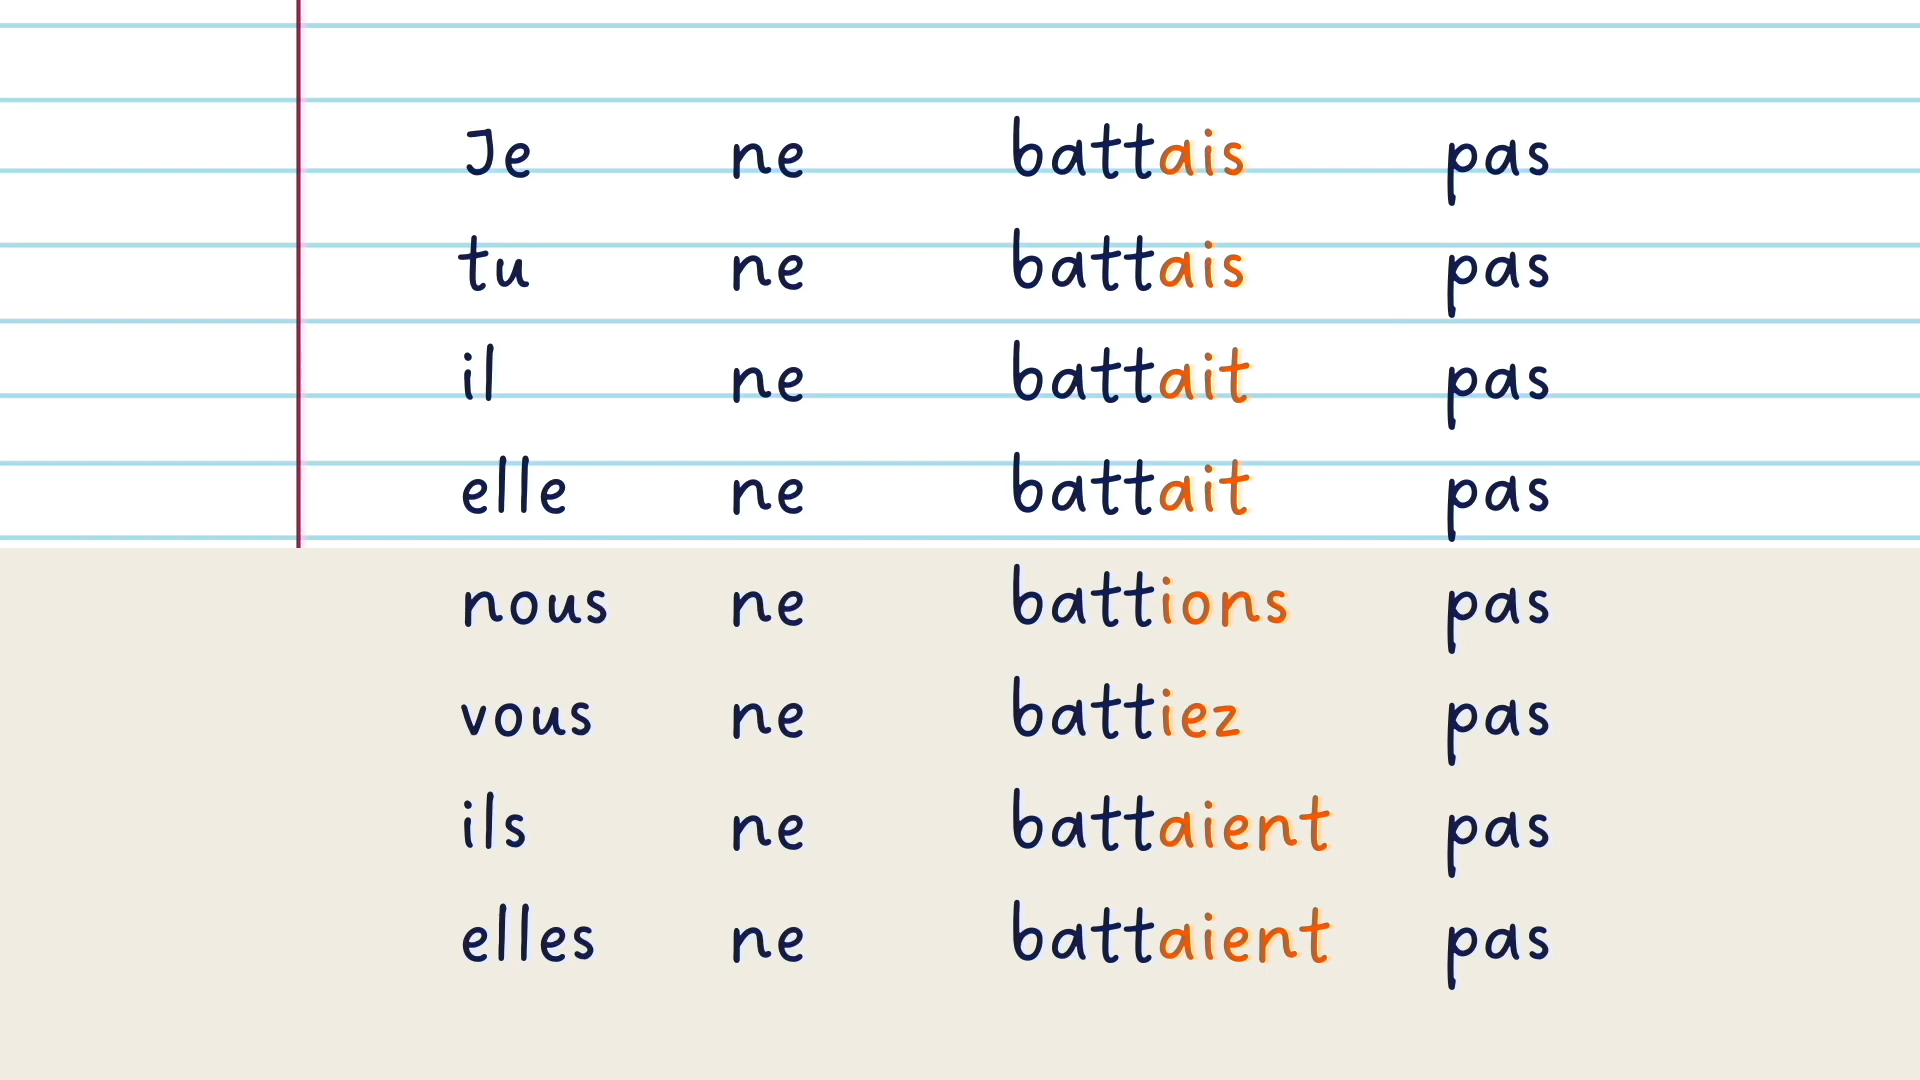 Je ne battais pas
tu ne battais pas
il ne battait pas
elle ne battait pas
nous ne battions pas
vous ne battiez pas
ils ne battaient pas
elles ne battaient pas